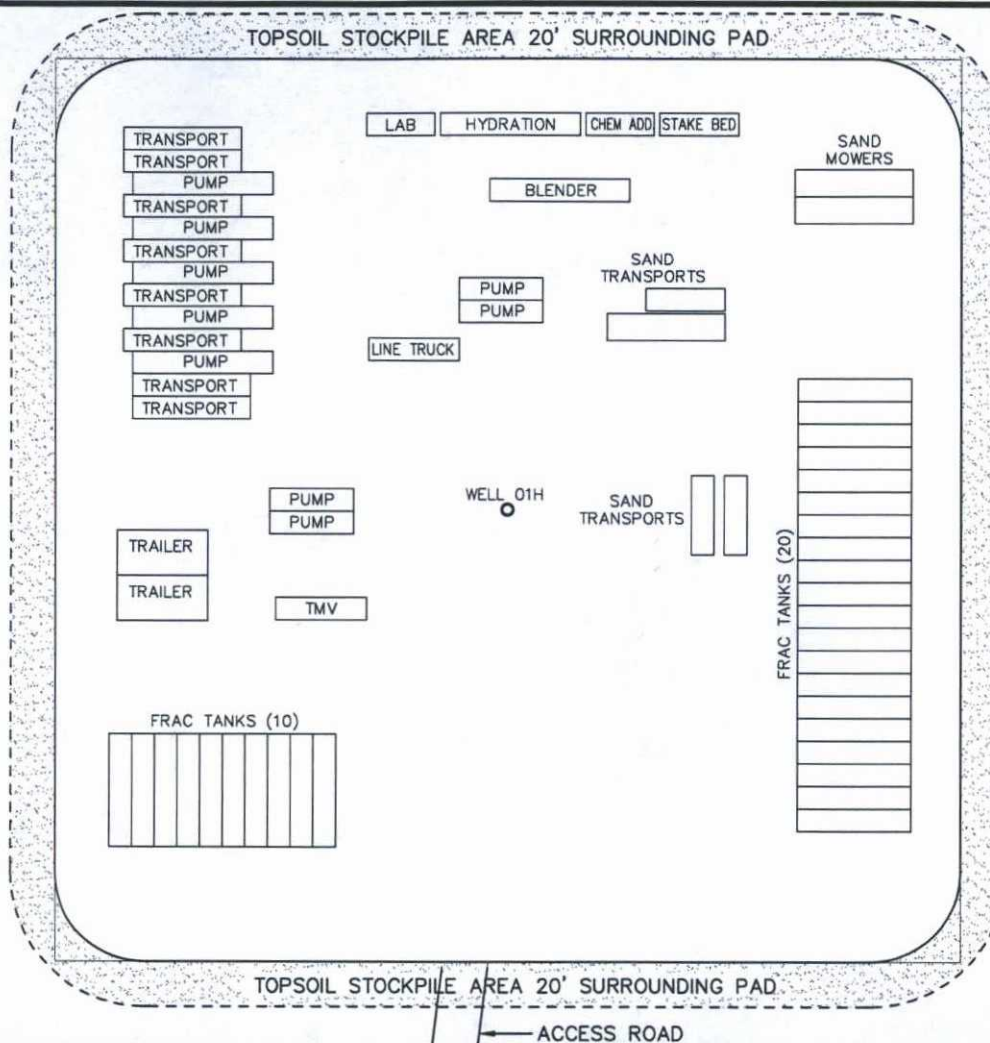 TOPSOIL STOCKPILE AREA 20' SURROUNDING PAD
LAB
HYDRATION
CHEM ADD
STAKE BED
TRANSPORT
TRANSPORT
PUMP
TRANSPORT
PUMP
TRANSPORT
PUMP
TRANSPORT
PUMP
TRANSPORT
PUMP
TRANSPORT
TRANSPORT
SAND
MOWERS
BLENDER
SAND
TRANSPORTS
PUMP
PUMP
LINE TRUCK
PUMP
PUMP
WELL 01H
SAND
TRANSPORTS
FRAC TANKS (20)
TRAILER
TRAILER
TMV
FRAC TANKS (10)
TOPSOIL STOCKPILE AREA 20' SURROUNDING PAD
ACCESS ROAD